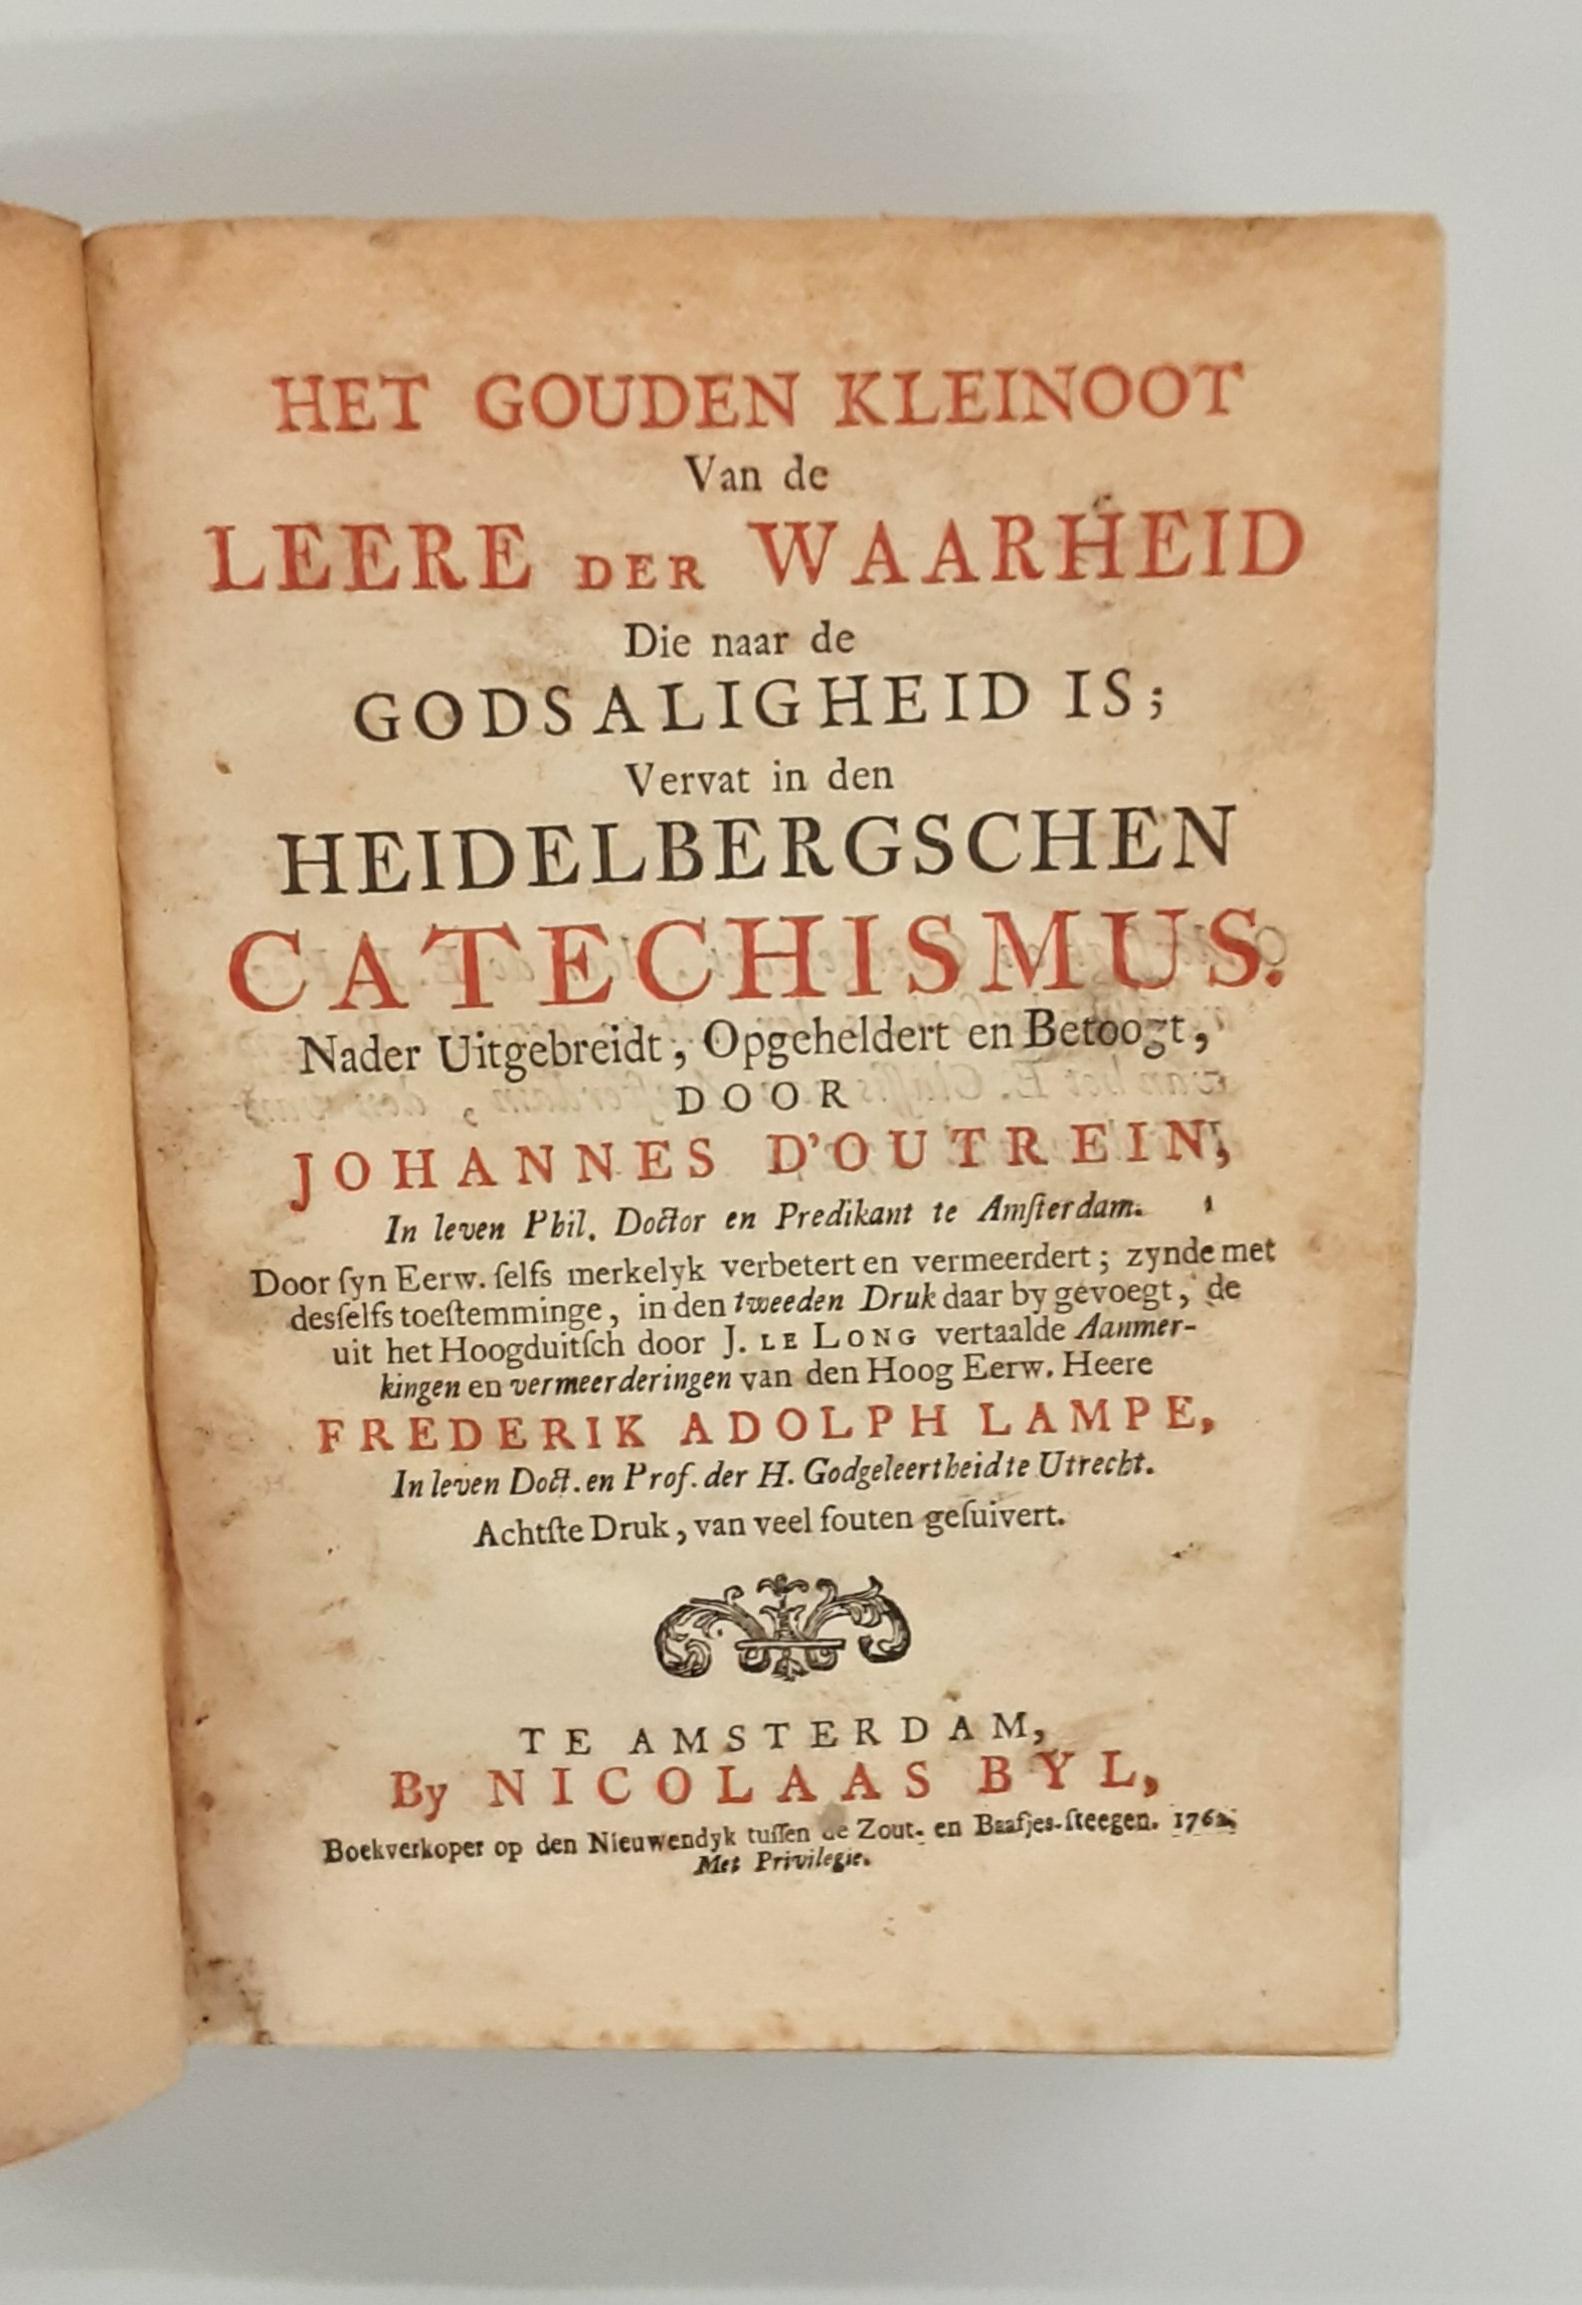 HET GOUDEN KLEINOOT
Van de
LEERE DER WAARHEID
Die naar de
GODSALIGHEID IS;
Vervat in den
HEIDELBERGSCHEN
CATECHISMUS.
Nader Uitgebreidt, Opgeheldert en Betoogt,
DOOR
JOHANNES D'OUTREIN,
In leven Phil. Doctor en Predikant te Amſterdam.
Door ſyn Eerw. ſelfs merkelyk verbetert en vermeerdert; zynde met
desſelfs toeſtemminge, in den tweeden Druk daar by gevoegt, de
uit het Hoogduitſch door J. LE LONG vertaalde Aanmer-
kingen en vermeerderingen van den Hoog Eerw. Heere
FREDERIK ADOLPH LAMPE,
In leven Doct. en Prof. der H. Godgeleertheid te Utrecht.
Achtſte Druk, van veel fouten geſuivert.
TE AMSTERDAM,
By NICOLAAS BYL,
Boekverkoper op den Nieuwendyk tuſſen de Zout- en Baafjes-ſteegen.
Met Privilegie.